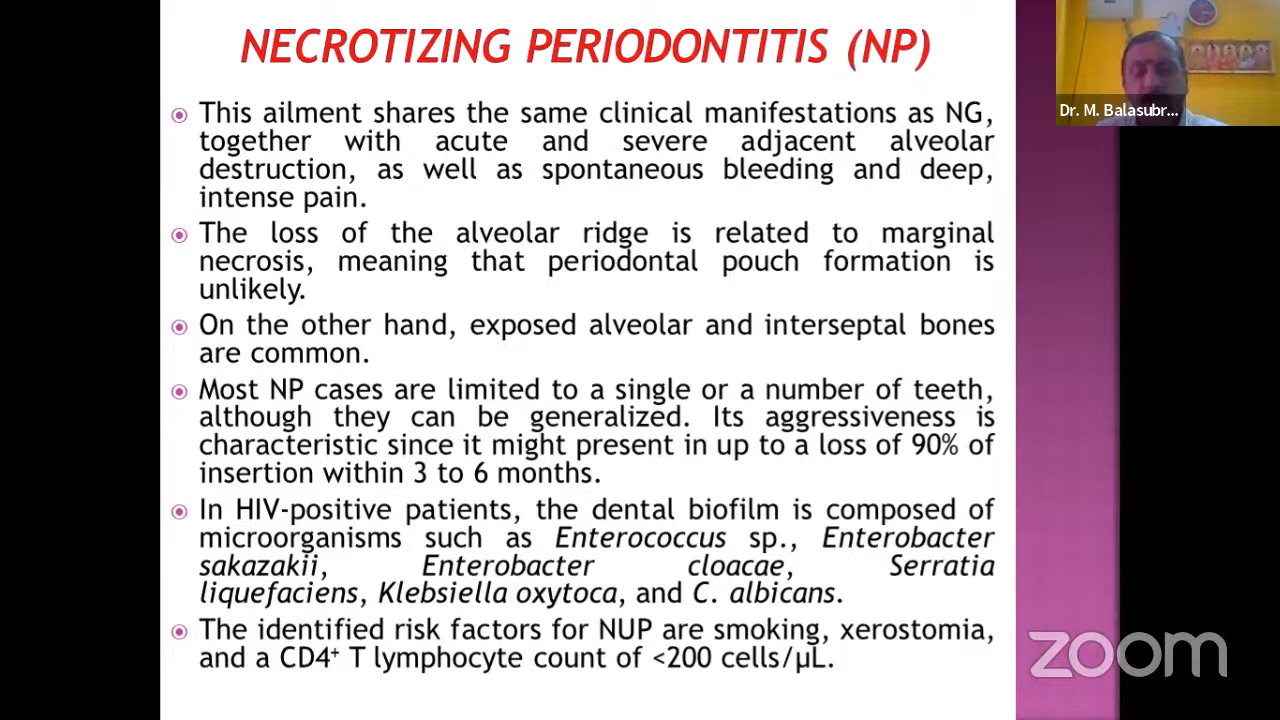 NECROTIZING PERIODONTITIS (NP)
This ailment shares the same clinical manifestations as NG,
together with acute and severe adjacent alveolar
destruction, as well as spontaneous bleeding and deep,
intense pain.
The loss of the alveolar ridge is related to marginal
necrosis, meaning that periodontal pouch formation is
unlikely.
On the other hand, exposed alveolar and interseptal bones
are common.
Most NP cases are limited to a single or a number of teeth,
although they can be generalized. Its aggressiveness is
characteristic since it might present in up to a loss of 90% of
insertion within 3 to 6 months.
In HIV-positive patients, the dental biofilm is composed of
microorganisms such as Enterococcus sp., Enterobacter
sakazakii, Enterobacter cloacae, Serratia
liquefaciens, Klebsiella oxytoca, and C. albicans.
The identified risk factors for NUP are smoking, xerostomia,
and a CD4⁺ T lymphocyte count of <200 cells/µL.
Dr. M. Balasubr...
zoom